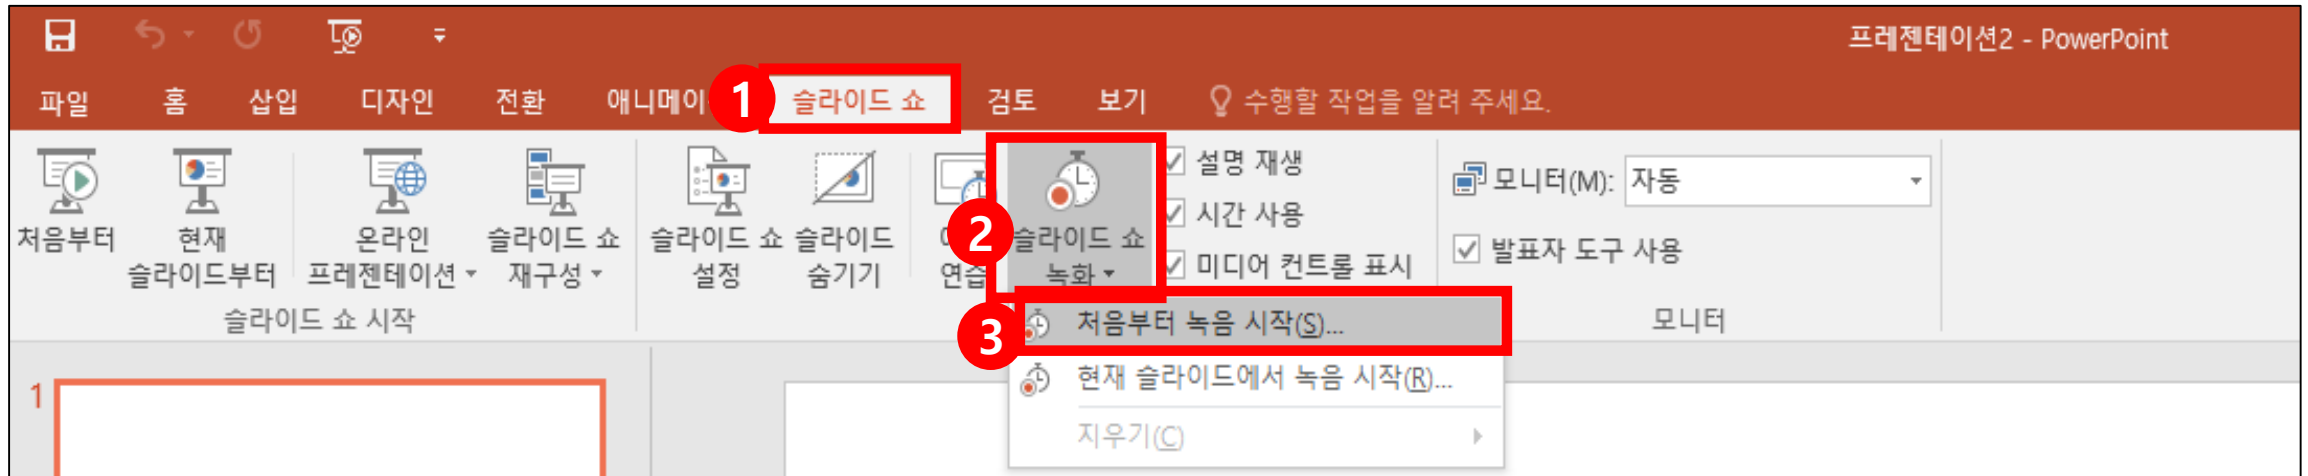 프레젠테이션2 - PowerPoint
파일 홈 삽입 디자인 전환 1 슬라이드 쇼 검토 보기 수행할 작업을 알려 주세요.
처음부터
현재
슬라이드부터
온라인
프레젠테이션
슬라이드 쇼
재구성
슬라이드 쇼
설정
슬라이드
숨기기
2
슬라이드 쇼
녹화
설명 재생
시간 사용
미디어 컨트롤 표시
모니터(M): 자동
발표자 도구 사용
슬라이드 쇼 시작
모니터
3 처음부터 녹음 시작(S)...
현재 슬라이드에서 녹음 시작(R)...
지우기(C)
1